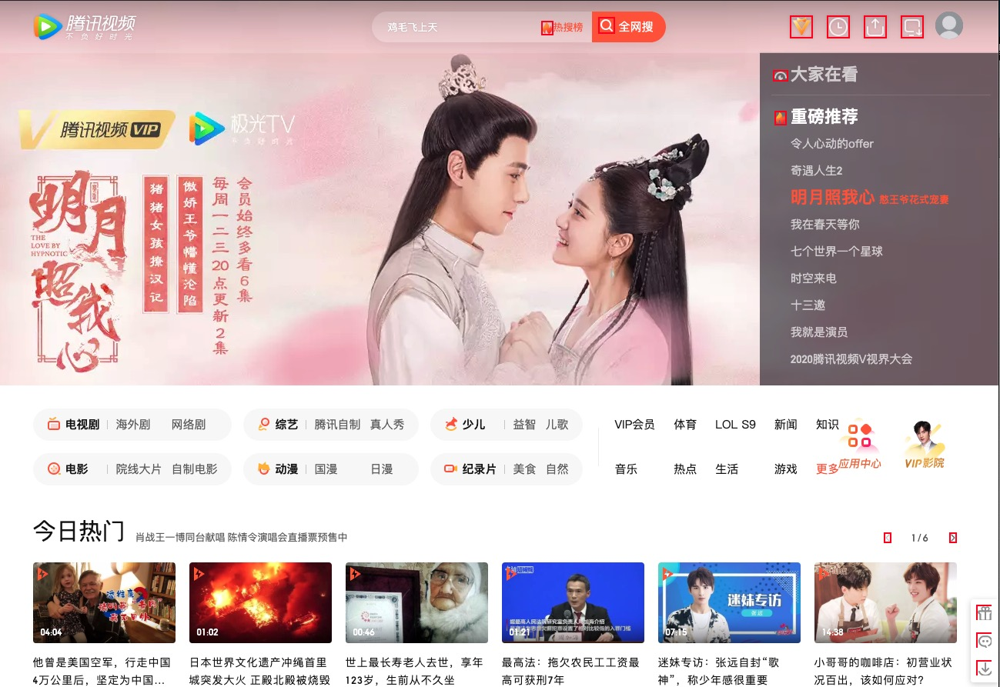 腾讯视频
不负好时光
鸡毛飞上天
热搜榜
全网搜
大家在看
重磅推荐
令人心动的offer
奇遇人生2
明月照我心 憨王爷花式宠妻
我在春天等你
七个世界一个星球
时空来电
十三邀
我就是演员
2020腾讯视频V视界大会
腾讯视频VIP
极光TV
明月照我心
THE
LOVE BY
HYPNOTIC
猪猪女孩撩汉记
傲娇王爷懵懂沦陷
每周一二三20点更新2集
会员始终多看6集
电视剧 海外剧 网络剧
综艺 腾讯自制 真人秀
少儿 益智 儿歌
VIP会员 体育 LOL S9 新闻 知识
电影 院线大片 自制电影
动漫 国漫 日漫
纪录片 美食 自然
音乐 热点 生活 游戏 更多
应用中心
VIP影院
今日热门 肖战王一博同台献唱 陈情令演唱会直播票预售中
1/6
04:04
01:02
00:46
01:21
迷妹专访
07:15
14:38
他曾是美国空军，行走中国
4万公里后，坚定为中国...
日本世界文化遗产冲绳首里
城突发大火 正殿北殿被烧毁
世上最长寿老人去世，享年
123岁，生前从不久坐
最高法：拖欠农民工工资最
高可获刑7年
迷妹专访：张远自封“歌
神”，称少年感很重要
小哥哥的咖啡店：初营业状
况百出，该如何应对？